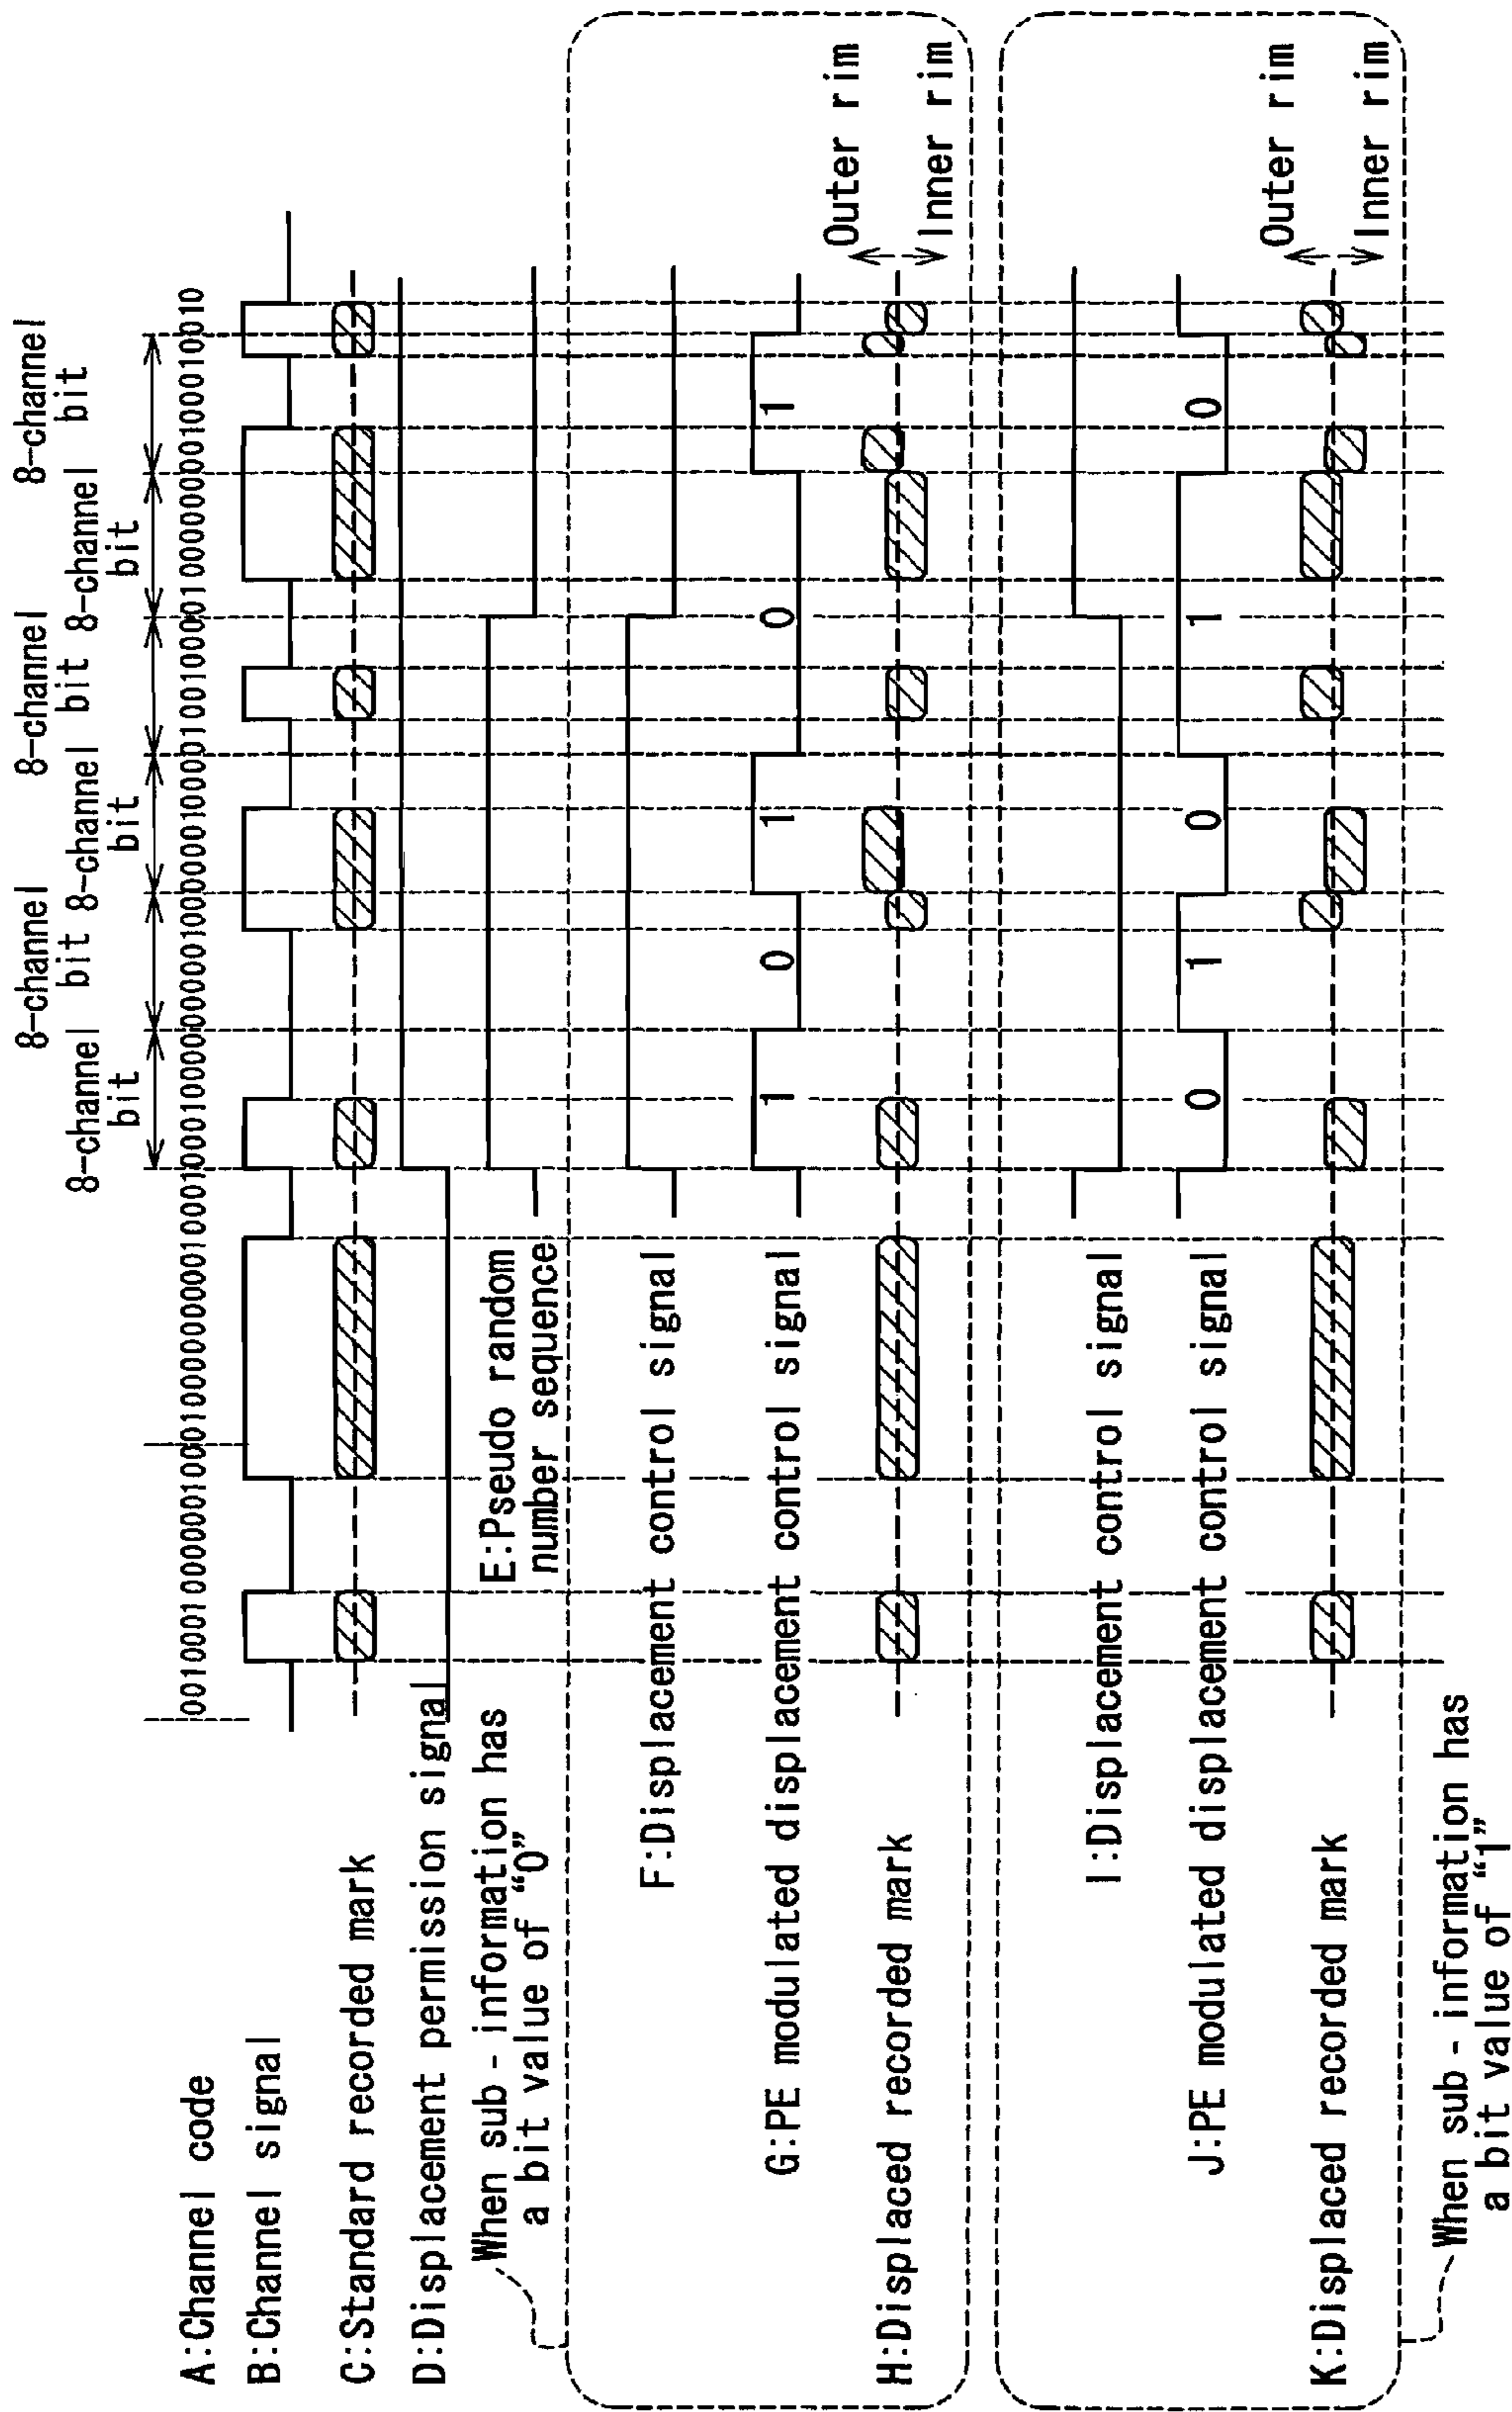 A:Channel code
8-channel bit
8-channel bit
8-channel bit
8-channel bit
8-channel bit
8-channel bit
B:Channel signal
C:Standard recorded mark
D:Displacement permission signal
E:Pseudo random
number sequence
When sub-information has
a bit value of “0”
F:Displacement control signal
G:PE modulated displacement control signal
1 0 1 0 1
H:Displaced recorded mark
Outer rim
Inner rim
I:Displacement control signal
J:PE modulated displacement control signal
0 1 0 1 0
K:Displaced recorded mark
Outer rim
Inner rim
When sub-information has
a bit value of “1”